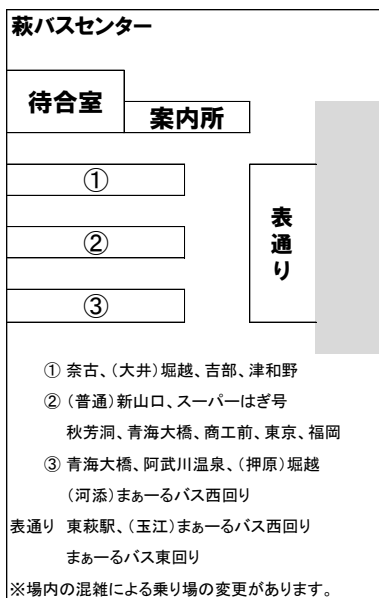 萩バスセンター
待合室
案内所
①
②
③
表通り
① 奈古、(大井)堀越、吉部、津和野
② (普通)新山口、スーパーはぎ号
秋芳洞、青海大橋、商工前、東京、福岡
③ 青海大橋、阿武川温泉、(押原)堀越
(河添)まぁーるバス西回り
表通り 東萩駅、(玉江)まぁーるバス西回り
まぁーるバス東回り
※場内の混雑による乗り場の変更があります。